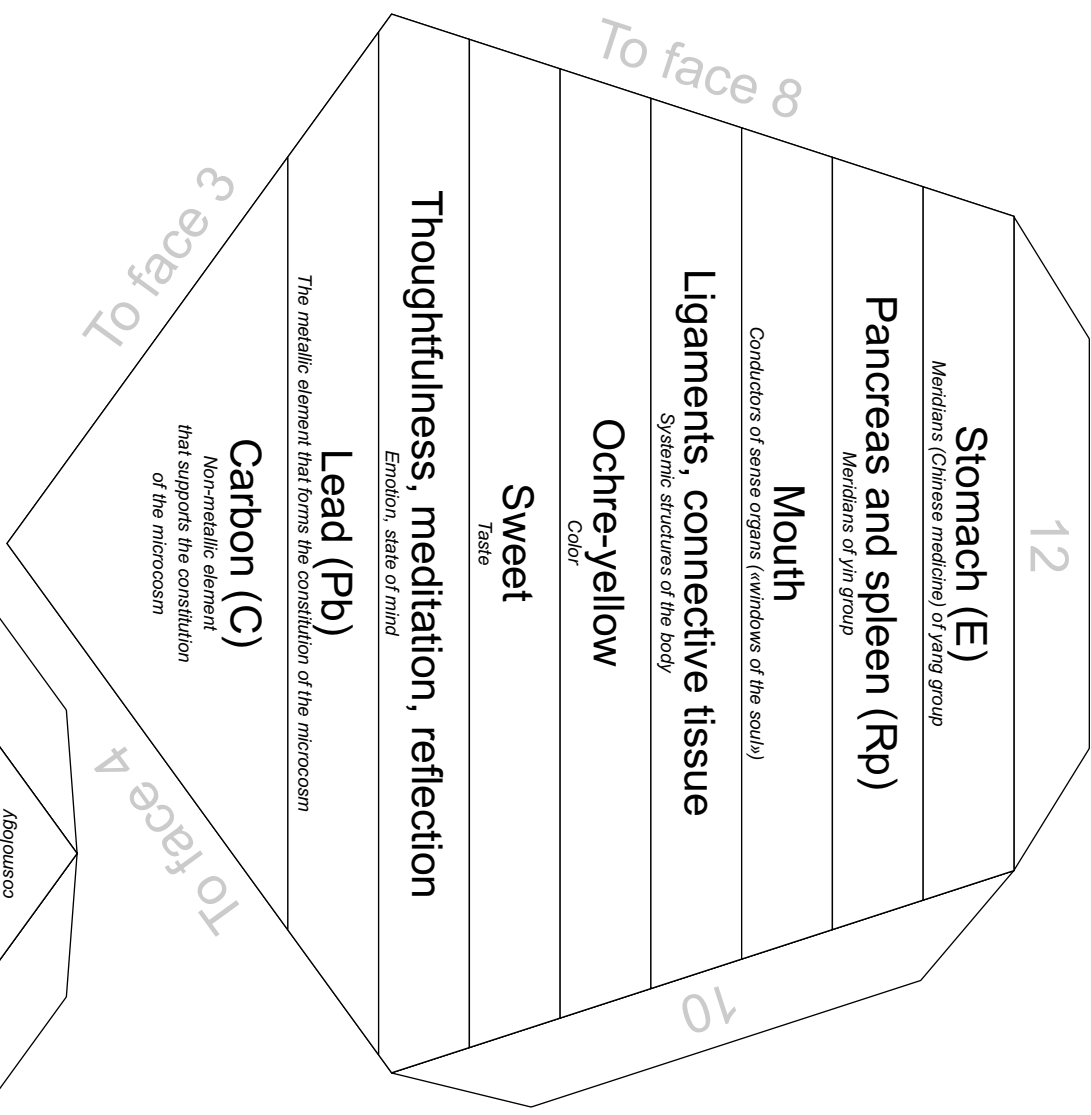 To face 8
To face 3
To face 4
12
10
Stomach (E)
Meridians (Chinese medicine) of yang group
Pancreas and spleen (Rp)
Meridians of yin group
Mouth
Conductors of sense organs («windows of the soul»)
Ligaments, connective tissue
Systemic structures of the body
Ochre-yellow
Color
Sweet
Taste
Thoughtfulness, meditation, reflection
Emotion, state of mind
Lead (Pb)
The metallic element that forms the constitution of the microcosm
Carbon (C)
Non-metallic element
that supports the constitution
of the microcosm
cosmology